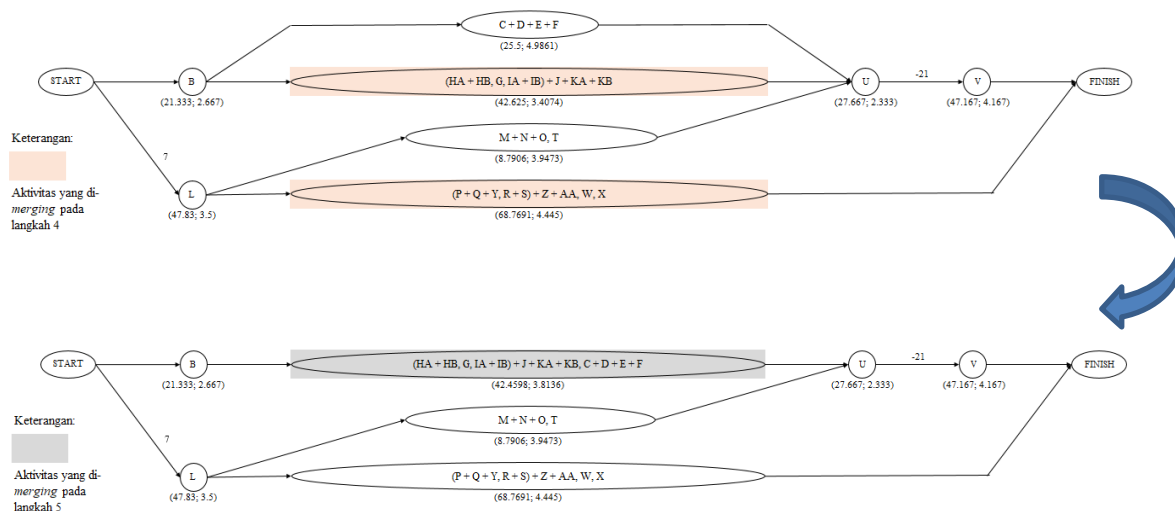 C + D + E + F
(25.5; 4.9861)
START
B
(HA + HB, G, IA + IB) + J + KA + KB
U
-21
V
FINISH
(21.333; 2.667)
(42.625; 3.4074)
(27.667; 2.333)
(47.167; 4.167)
Keterangan:
M + N + O, T
7
(8.7906; 3.9473)
Aktivitas yang di-
merging pada
langkah 4
L
(P + Q + Y, R + S) + Z + AA, W, X
(47.83; 3.5)
(68.7691; 4.445)
START
B
(HA + HB, G, IA + IB) + J + KA + KB, C + D + E + F
U
-21
V
FINISH
(21.333; 2.667)
(42.4598; 3.8136)
(27.667; 2.333)
(47.167; 4.167)
Keterangan:
M + N + O, T
7
(8.7906; 3.9473)
Aktivitas yang di-
merging pada
langkah 5
L
(P + Q + Y, R + S) + Z + AA, W, X
(47.83; 3.5)
(68.7691; 4.445)